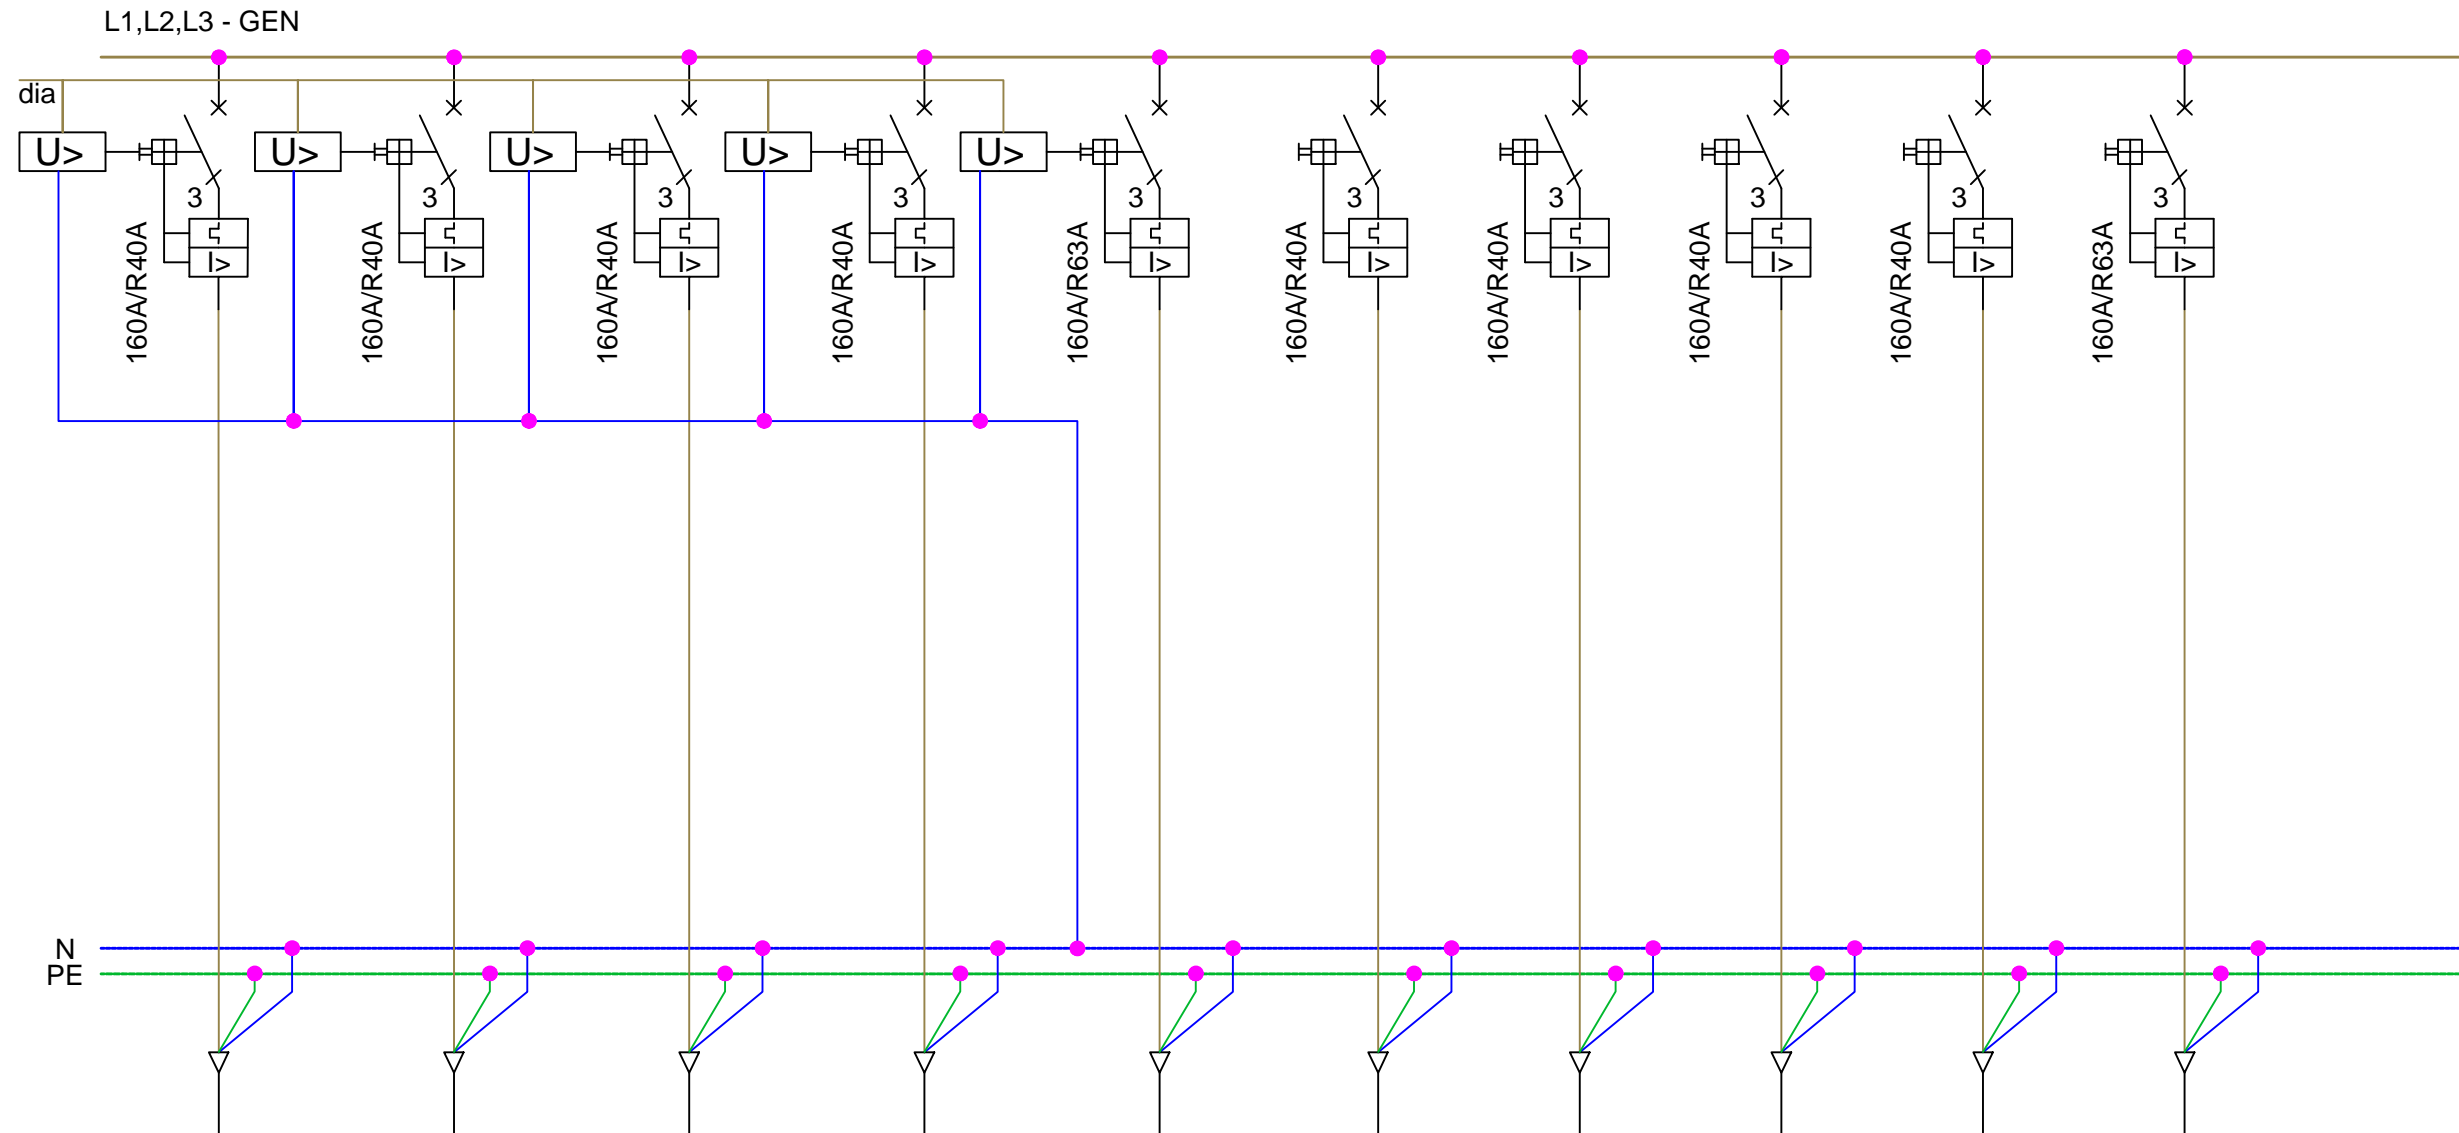 L1,L2,L3 - GEN
dia
U>
U>
U>
U>
U>
3
3
3
3
3
3
3
3
3
3
160A/R40A
160A/R40A
160A/R40A
160A/R40A
160A/R63A
160A/R40A
160A/R40A
160A/R40A
160A/R40A
160A/R63A
I>
I>
I>
I>
I>
I>
I>
I>
I>
I>
N
PE